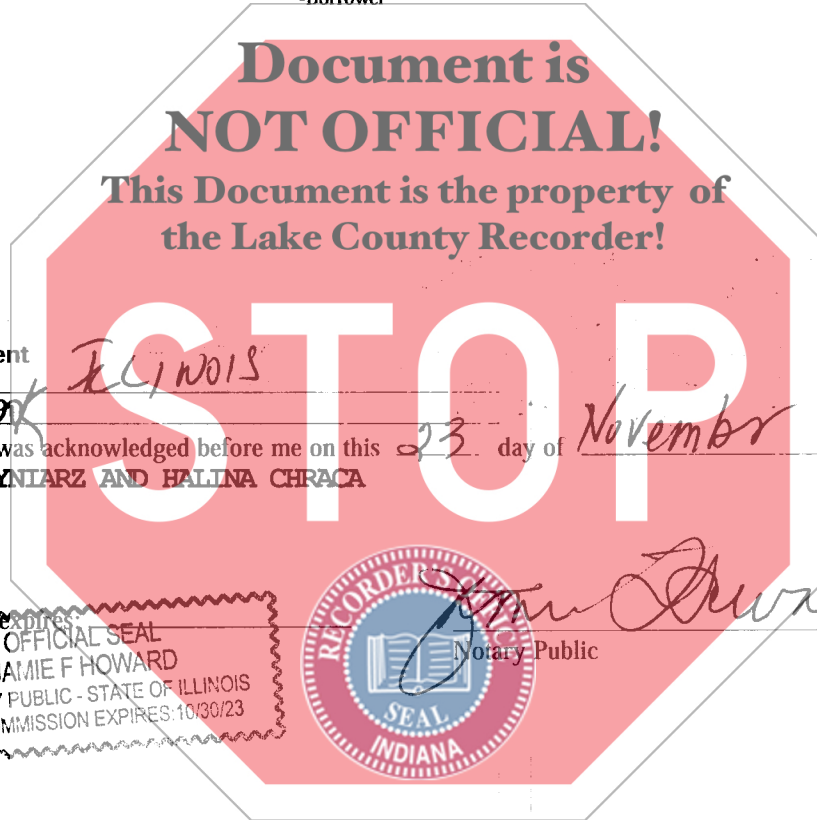 -Borrower
Document is
NOT OFFICIAL!
This Document is the property of
the Lake County Recorder!
STOP
ent
ILLINOIS
was acknowledged before me on this 23 day of November
YNIARZ AND HALINA CHRACA
expires:
OFFICIAL SEAL
AMIE F HOWARD
PUBLIC - STATE OF ILLINOIS
MMISSION EXPIRES:10/30/23
Notary Public
RECORDER'S OFFICE
SEAL
INDIANA